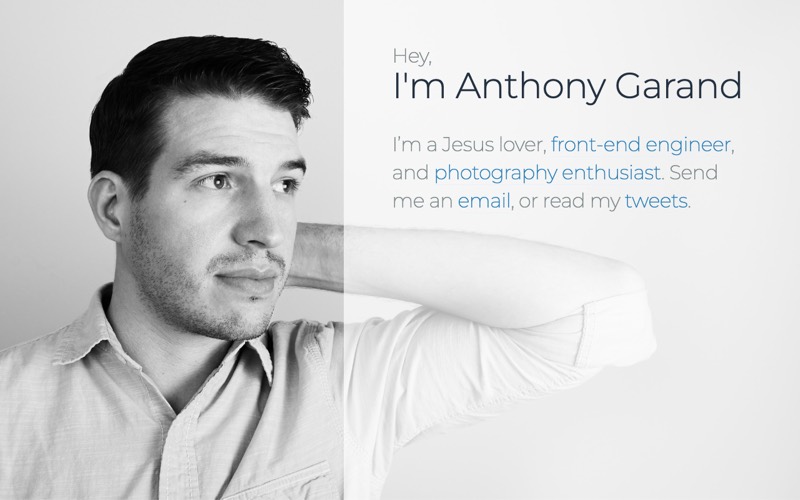 Hey,
I'm Anthony Garand
I'm a Jesus lover, front-end engineer,
and photography enthusiast. Send
me an email, or read my tweets.